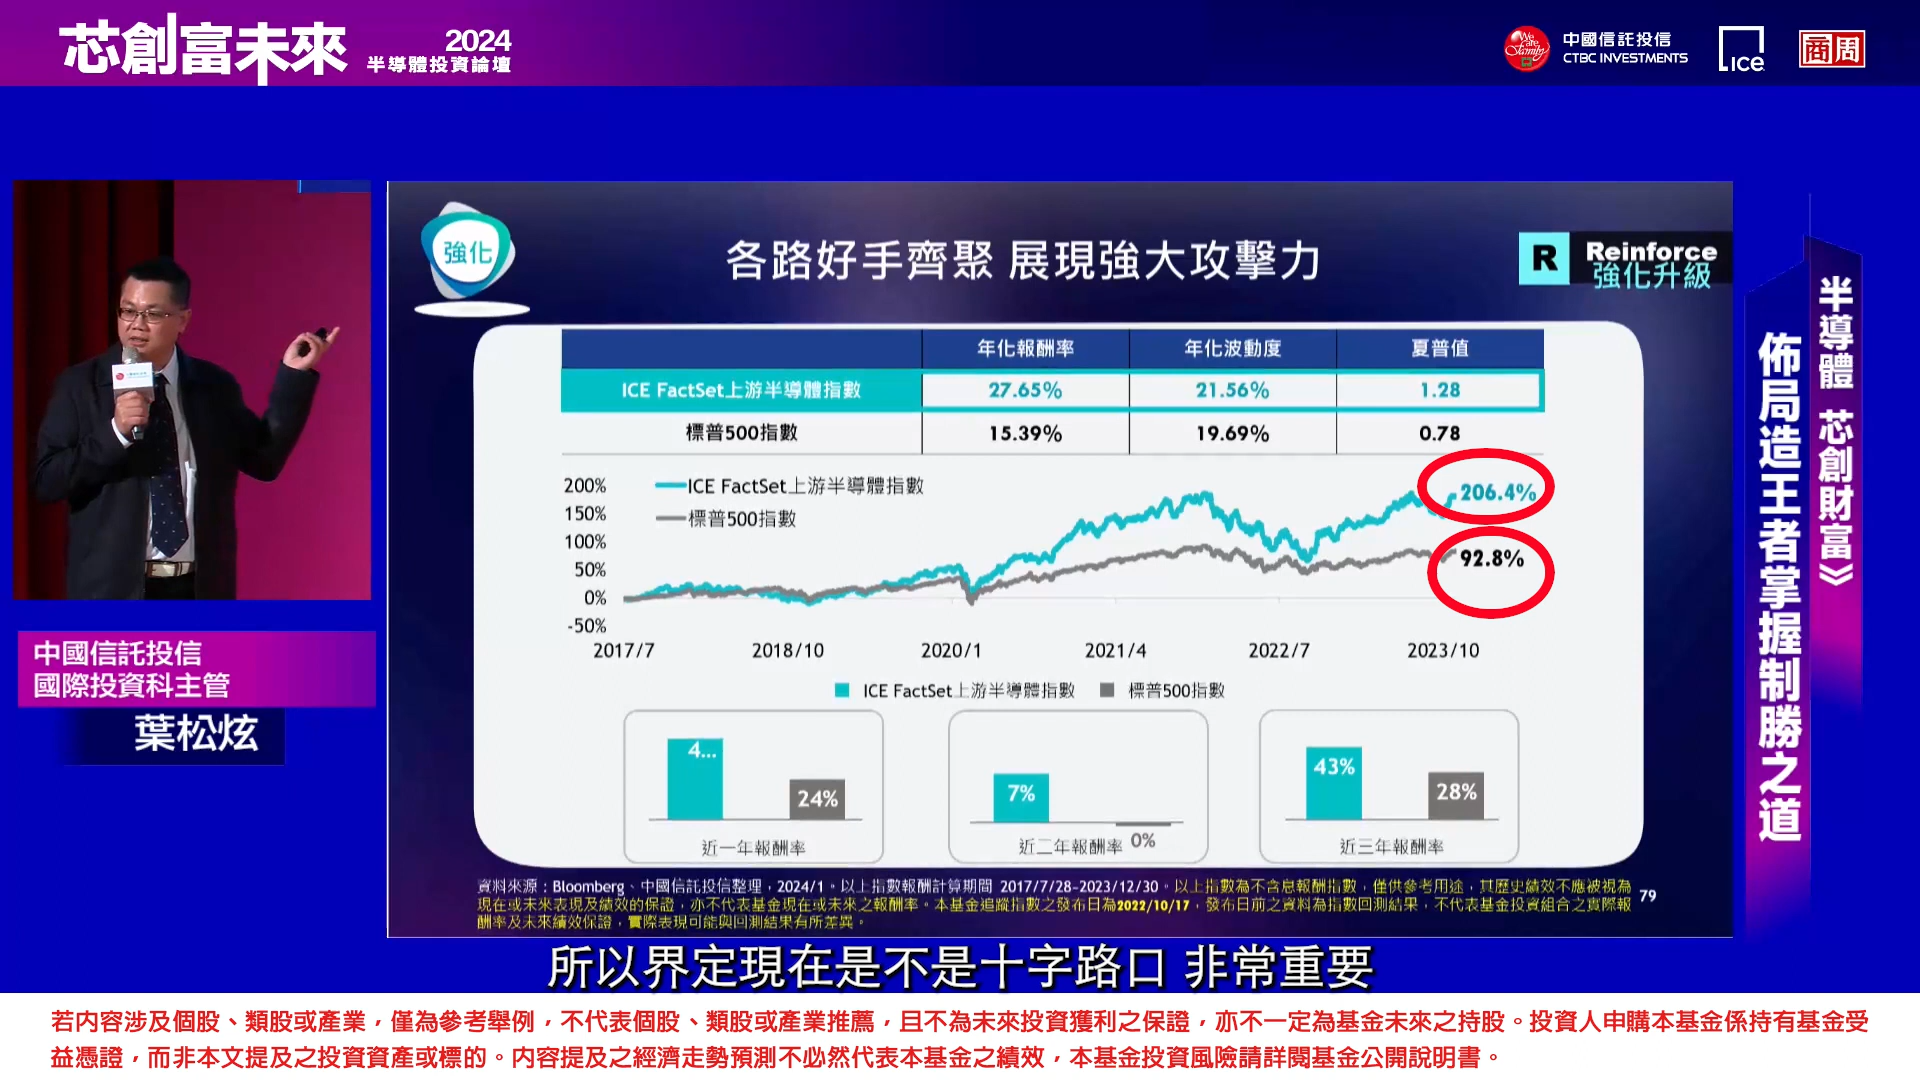 芯創富未來
2024
半導體投資論壇
We are family
中國信託投信
CTBC INVESTMENTS
ice
商周
強化
各路好手齊聚 展現強大攻擊力
R
Reinforce
強化升級
年化報酬率 年化波動度 夏普值
ICE FactSet上游半導體指數 27.65% 21.56% 1.28
標普500指數 15.39% 19.69% 0.78
200%
150%
100%
50%
0%
-50%
ICE FactSet上游半導體指數
標普500指數
206.4%
92.8%
2017/7 2018/10 2020/1 2021/4 2022/7 2023/10
ICE FactSet上游半導體指數 標普500指數
4... 24%
近一年報酬率
7% 0%
近二年報酬率
43% 28%
近三年報酬率
資料來源：Bloomberg、中國信託投信整理，2024/1。以上指數報酬計算期間 2017/7/28-2023/12/30。以上指數為不含息報酬指數，僅供參考用途，其歷史績效不應被視為
現在或未來表現及績效的保證，亦不代表基金現在或未來之報酬率。本基金追蹤指數之發布日為2022/10/17，發布日前之資料為指數回測結果，不代表基金投資組合之實際報
酬率及未來績效保證，實際表現可能與回測結果有所差異。
79
中國信託投信
國際投資科主管
葉松炫
半導體 芯創財富》
佈局造王者掌握制勝之道
所以界定現在是不是十字路口 非常重要
若內容涉及個股、類股或產業，僅為參考舉例，不代表個股、類股或產業推薦，且不為未來投資獲利之保證，亦不一定為基金未來之持股。投資人申購本基金係持有基金受
益憑證，而非本文提及之投資資產或標的。內容提及之經濟走勢預測不必然代表本基金之績效，本基金投資風險請詳閱基金公開說明書。